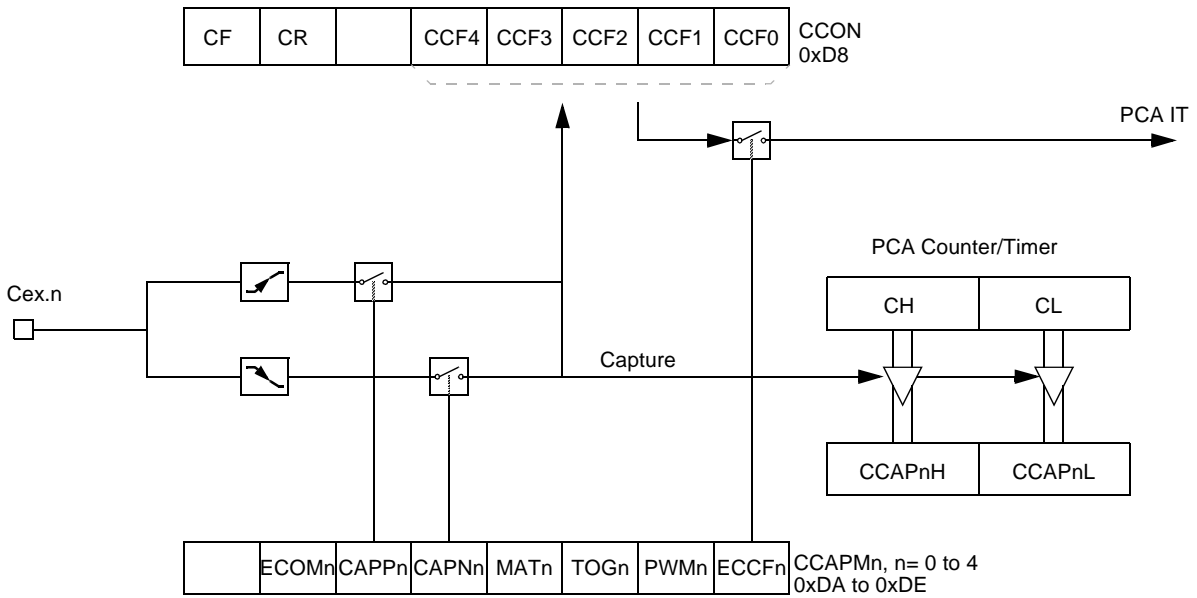 CF CR CCF4 CCF3 CCF2 CCF1 CCF0 CCON
0xD8
PCA IT
PCA Counter/Timer
Cex.n
CH CL
Capture
CCAPnH CCAPnL
ECOMn CAPPn CAPNn MATn TOGn PWMn ECCFn CCAPMn, n= 0 to 4
0xDA to 0xDE